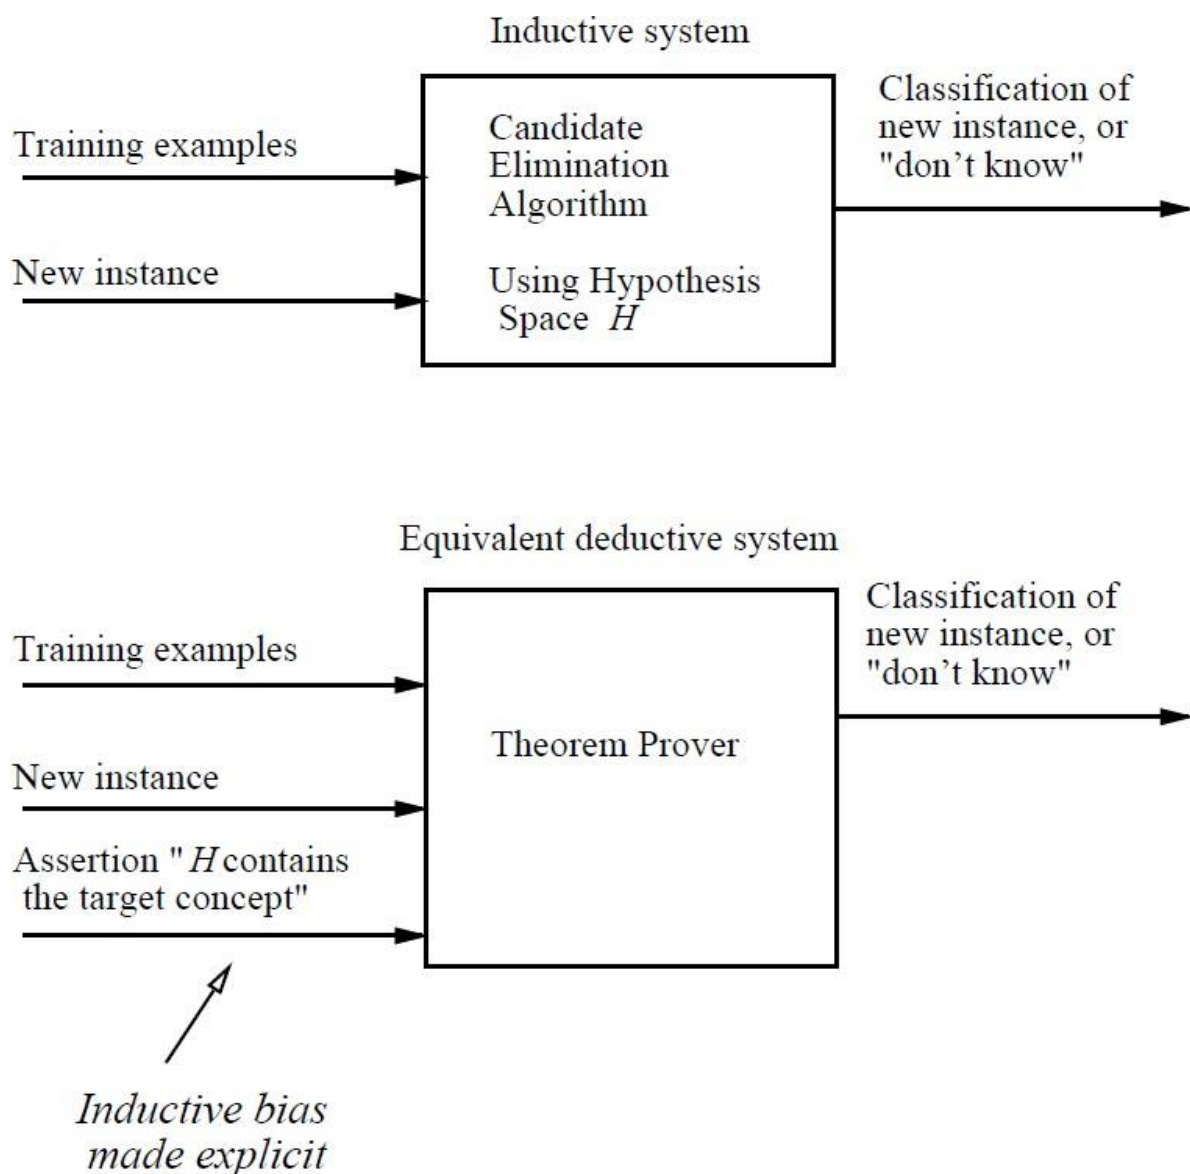 Inductive system
Training examples
New instance
Candidate
Elimination
Algorithm
Using Hypothesis
Space H
Classification of
new instance, or
"don't know"
Equivalent deductive system
Training examples
New instance
Assertion " H contains
the target concept"
Theorem Prover
Classification of
new instance, or
"don't know"
Inductive bias
made explicit